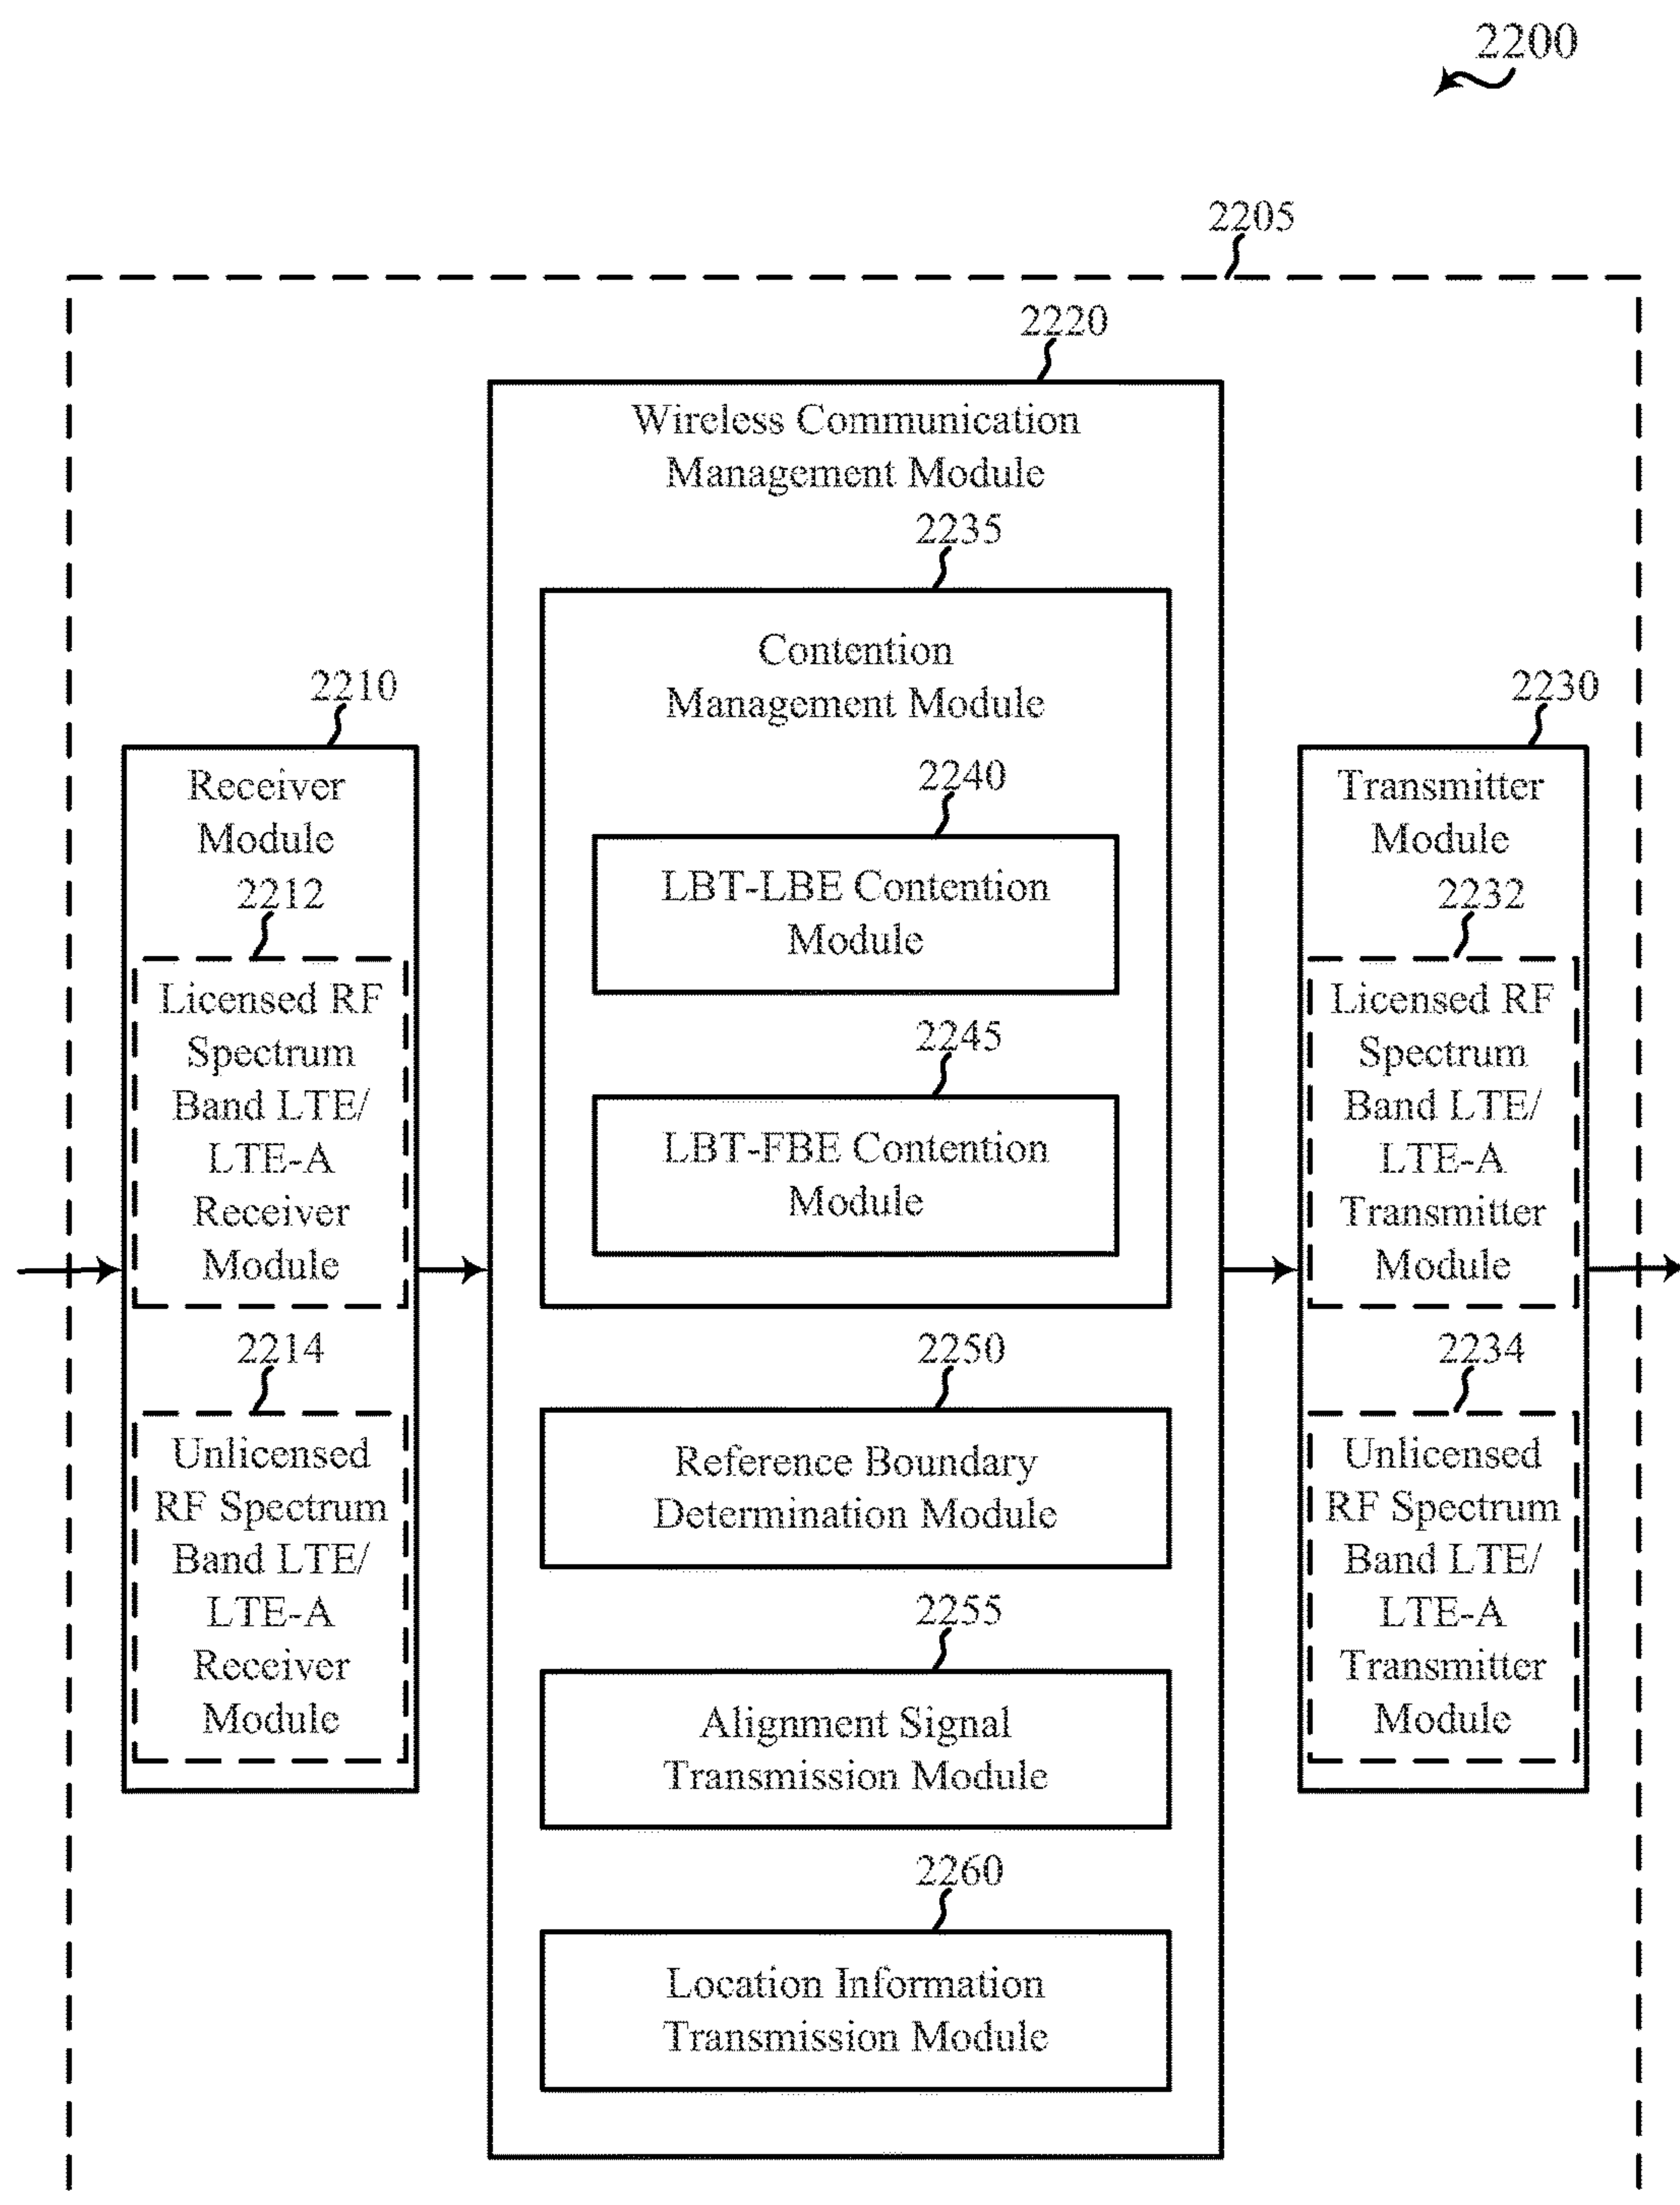 2200
2205
2220
Wireless Communication
Management Module
2235
Contention
Management Module
2240
LBT-LBE Contention
Module
2245
LBT-FBE Contention
Module
2250
Reference Boundary
Determination Module
2255
Alignment Signal
Transmission Module
2260
Location Information
Transmission Module
2210
Receiver
Module
2212
Licensed RF
Spectrum
Band LTE/
LTE-A
Receiver
Module
2214
Unlicensed
RF Spectrum
Band LTE/
LTE-A
Receiver
Module
2230
Transmitter
Module
2232
Licensed RF
Spectrum
Band LTE/
LTE-A
Transmitter
Module
2234
Unlicensed
RF Spectrum
Band LTE/
LTE-A
Transmitter
Module